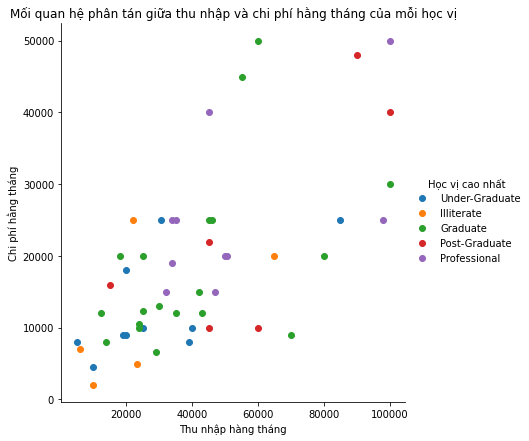 Mối quan hệ phân tán giữa thu nhập và chi phí hằng tháng của mỗi học vị
50000
40000
30000
20000
10000
0
Chi phí hằng tháng
20000
40000
60000
80000
100000
Thu nhập hàng tháng
Học vị cao nhất
Under-Graduate
Illiterate
Graduate
Post-Graduate
Professional